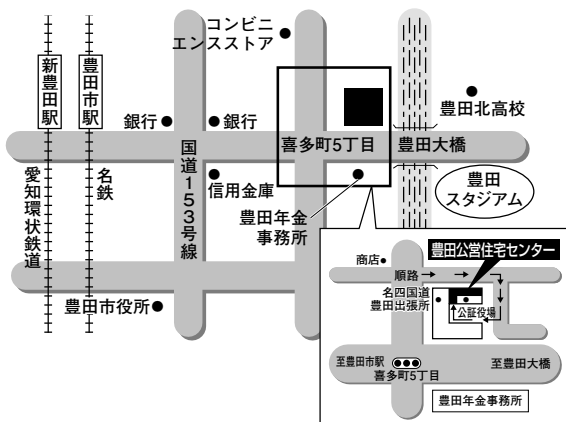 コンビニ
エンスストア
新豊田駅
豊田市駅
豊田北高校
銀行
銀行
喜多町5丁目
豊田大橋
国道153号線
愛知環状鉄道
名鉄
信用金庫
豊田
スタジアム
豊田年金
事務所
豊田市役所
豊田公営住宅センター
商店
順路
名四国道
豊田出張所
公証役場
至豊田市駅
喜多町5丁目
至豊田大橋
豊田年金事務所